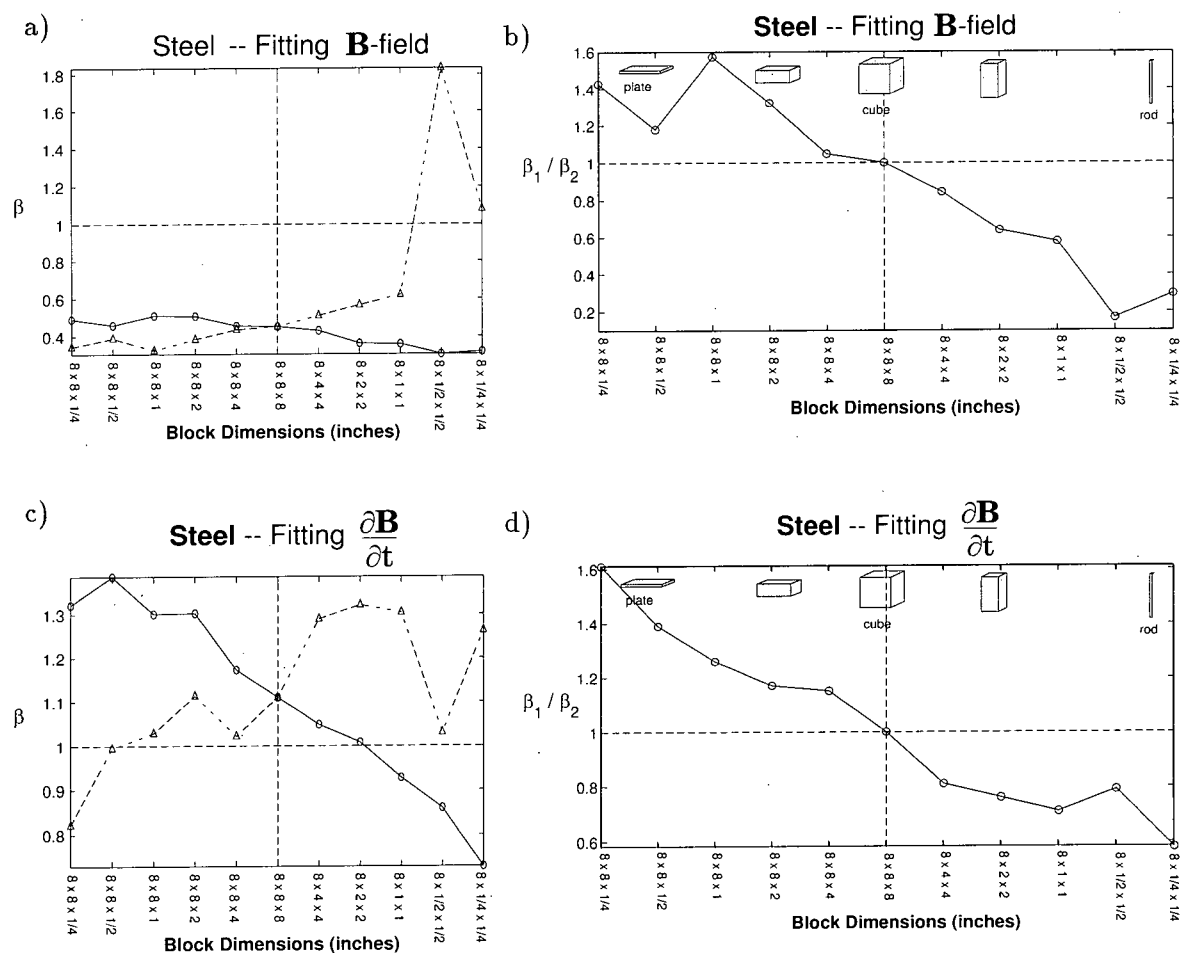 a)
Steel -- Fitting B-field
1.8
1.6
1.4
1.2
1
0.8
0.6
0.4
β
8 x 8 x 1/4
8 x 8 x 1/2
8 x 8 x 1
8 x 8 x 2
8 x 8 x 4
8 x 8 x 8
8 x 4 x 4
8 x 2 x 2
8 x 1 x 1
8 x 1/2 x 1/2
8 x 1/4 x 1/4
Block Dimensions (inches)
b)
Steel -- Fitting B-field
1.6
1.4
1.2
1
0.8
0.6
0.4
0.2
β1 / β2
plate
cube
rod
8 x 8 x 1/4
8 x 8 x 1/2
8 x 8 x 1
8 x 8 x 2
8 x 8 x 4
8 x 8 x 8
8 x 4 x 4
8 x 2 x 2
8 x 1 x 1
8 x 1/2 x 1/2
8 x 1/4 x 1/4
Block Dimensions (inches)
c)
Steel -- Fitting ∂B/∂t
1.3
1.2
1.1
1
0.9
0.8
β
8 x 8 x 1/4
8 x 8 x 1/2
8 x 8 x 1
8 x 8 x 2
8 x 8 x 4
8 x 8 x 8
8 x 4 x 4
8 x 2 x 2
8 x 1 x 1
8 x 1/2 x 1/2
8 x 1/4 x 1/4
Block Dimensions (inches)
d)
Steel -- Fitting ∂B/∂t
1.6
1.4
1.2
1
0.8
0.6
β1 / β2
plate
cube
rod
8 x 8 x 1/4
8 x 8 x 1/2
8 x 8 x 1
8 x 8 x 2
8 x 8 x 4
8 x 8 x 8
8 x 4 x 4
8 x 2 x 2
8 x 1 x 1
8 x 1/2 x 1/2
8 x 1/4 x 1/4
Block Dimensions (inches)